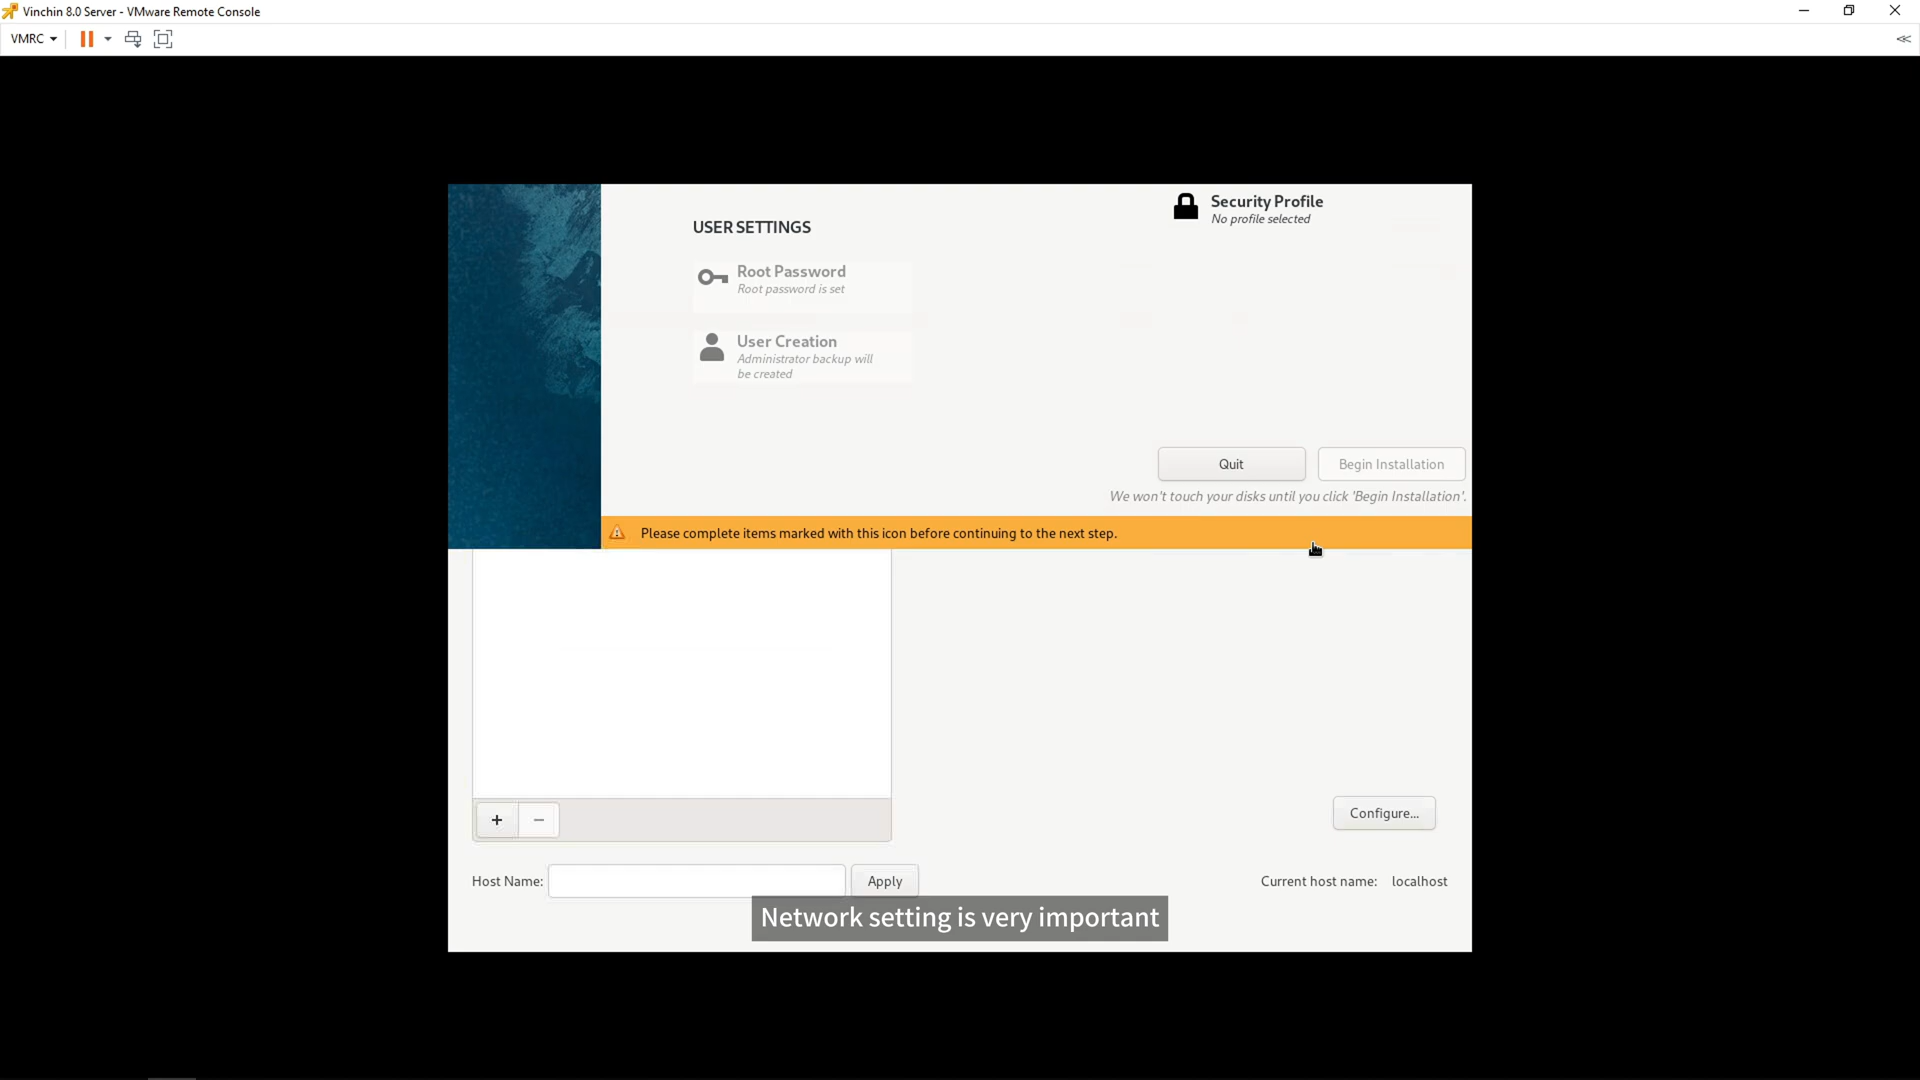 Vinchin 8.0 Server - VMware Remote Console
VMRC
Security Profile
No profile selected
USER SETTINGS
Root Password
Root password is set
User Creation
Administrator backup will
be created
Quit
Begin Installation
We won't touch your disks until you click 'Begin Installation'.
Please complete items marked with this icon before continuing to the next step.
+
−
Configure...
Host Name:
Apply
Current host name: localhost
Network setting is very important